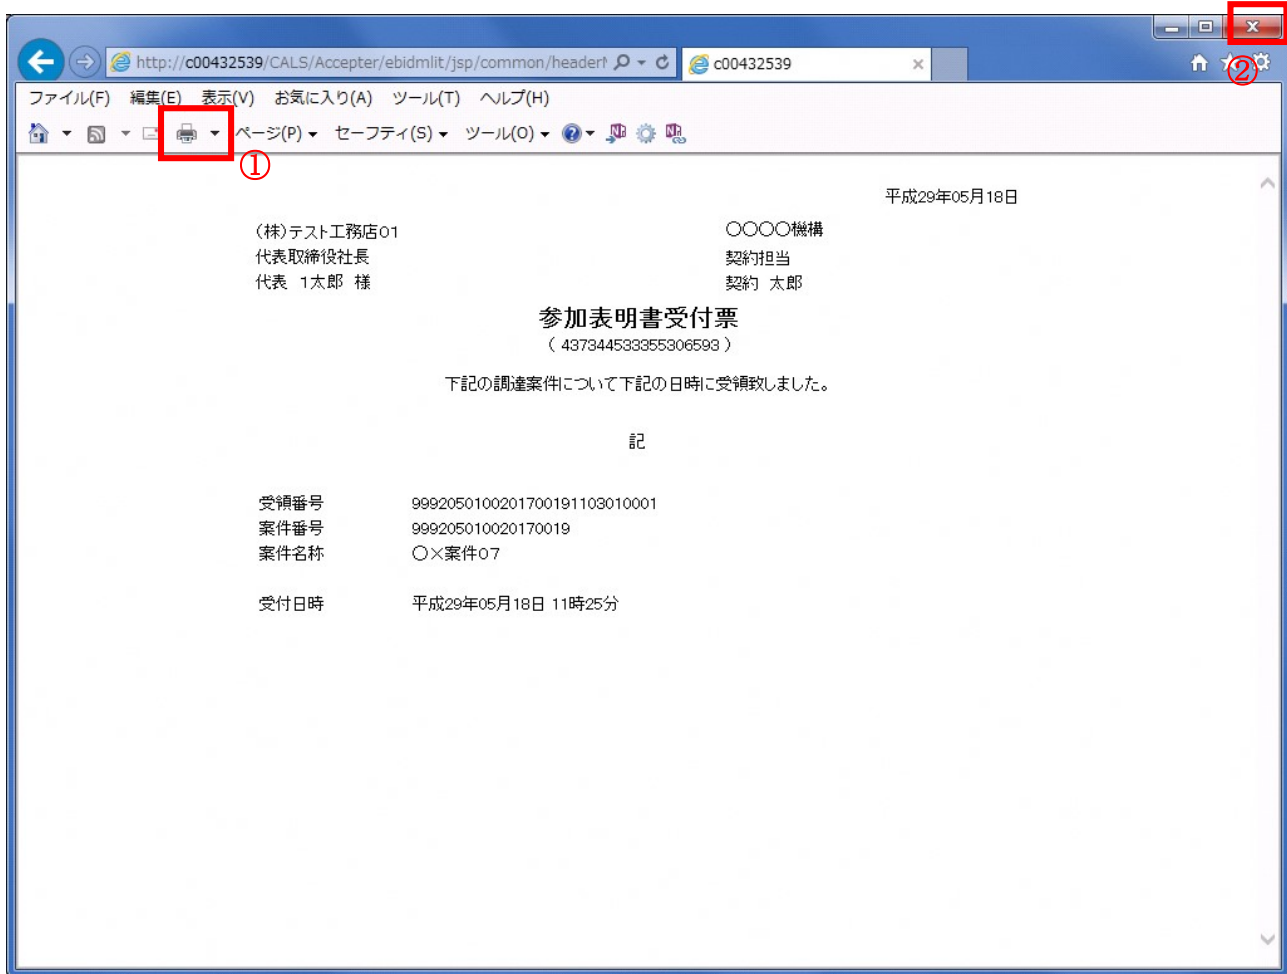 ②
http://c00432539/CALS/Accepter/ebidmlit/jsp/common/header
c00432539
ファイル(F) 編集(E) 表示(V) お気に入り(A) ツール(T) ヘルプ(H)
ページ(P) セーフティ(S) ツール(O)
①
平成29年05月18日
(株)テスト工務店01 〇〇〇〇機構
代表取締役社長 契約担当
代表 1太郎 様 契約 太郎
参加表明書受付票
( 437344533355306593 )
下記の調達案件について下記の日時に受領致しました。
記
受領番号 9992050100201700191103010001
案件番号 999205010020170019
案件名称 〇×案件07
受付日時 平成29年05月18日 11時25分